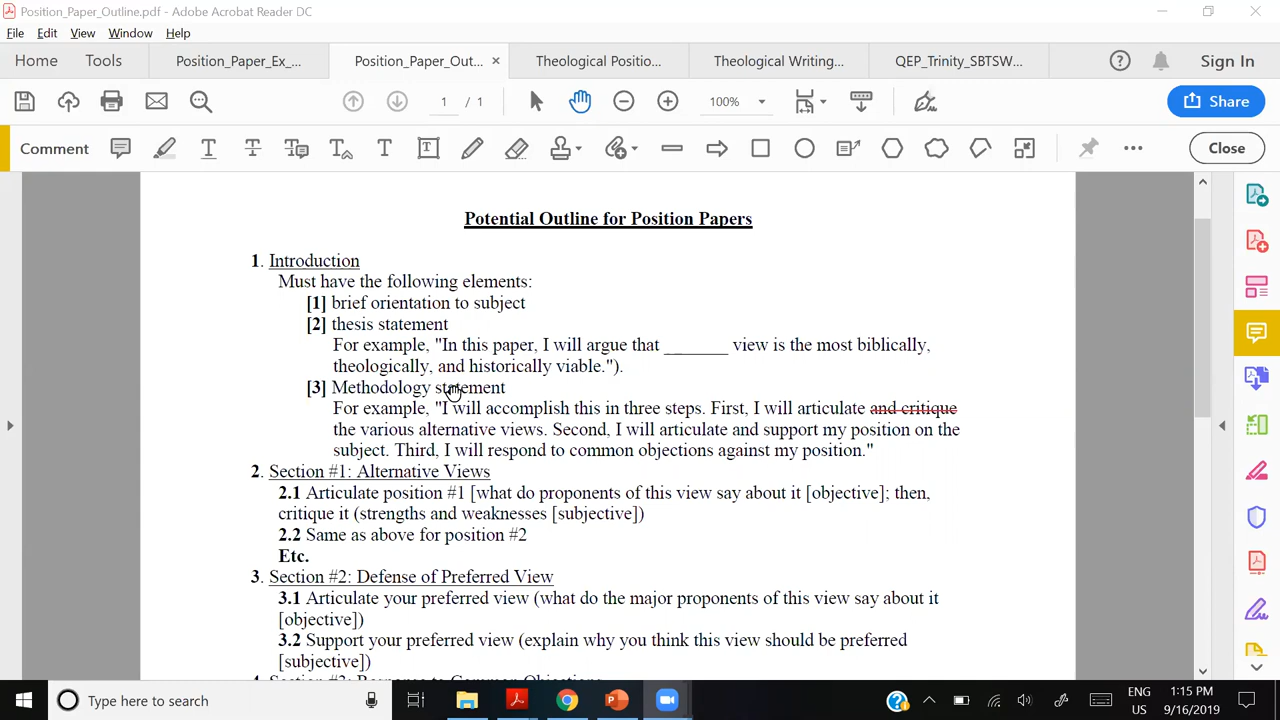 Position_Paper_Outline.pdf - Adobe Acrobat Reader DC
File Edit View Window Help
Home Tools Position_Paper_Ex_... Position_Paper_Out... × Theological Positio... Theological Writing... QEP_Trinity_SBTSW... Sign In
1 / 1 100% Share
Comment Close
Potential Outline for Position Papers
1. Introduction
Must have the following elements:
[1] brief orientation to subject
[2] thesis statement
For example, "In this paper, I will argue that _______ view is the most biblically,
theologically, and historically viable.").
[3] Methodology statement
For example, "I will accomplish this in three steps. First, I will articulate and critique
the various alternative views. Second, I will articulate and support my position on the
subject. Third, I will respond to common objections against my position."
2. Section #1: Alternative Views
2.1 Articulate position #1 [what do proponents of this view say about it [objective]; then,
critique it (strengths and weaknesses [subjective])
2.2 Same as above for position #2
Etc.
3. Section #2: Defense of Preferred View
3.1 Articulate your preferred view (what do the major proponents of this view say about it
[objective])
3.2 Support your preferred view (explain why you think this view should be preferred
[subjective])
4. Section #3: Response to Common Objections
Type here to search ENG 1:15 PM
US 9/16/2019